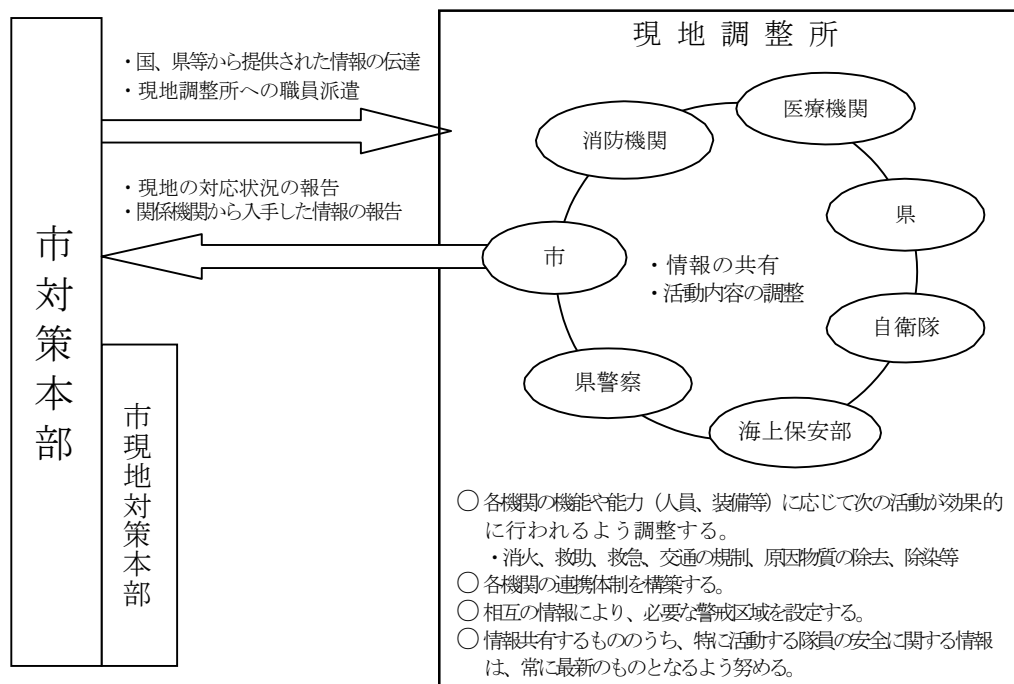 現地調整所
・国、県等から提供された情報の伝達
・現地調整所への職員派遣
・現地の対応状況の報告
・関係機関から入手した情報の報告
市対策本部
市現地対策本部
医療機関
消防機関
県
市
・情報の共有
・活動内容の調整
自衛隊
県警察
海上保安部
○各機関の機能や能力（人員、装備等）に応じて次の活動が効果的
に行われるよう調整する。
・消火、救助、救急、交通の規制、原因物質の除去、除染等
○各機関の連携体制を構築する。
○相互の情報により、必要な警戒区域を設定する。
○情報共有するもののうち、特に活動する隊員の安全に関する情報
は、常に最新のものとなるよう努める。